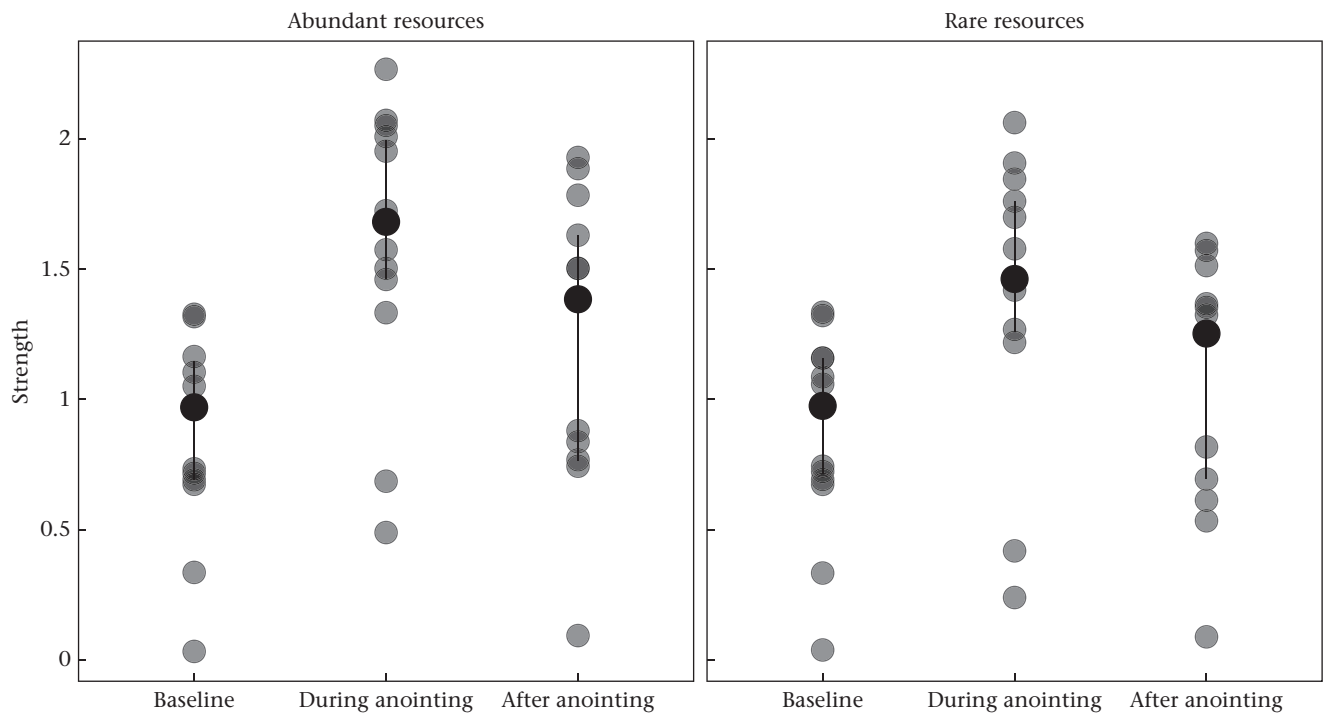 Abundant resources
Rare resources
Strength
2
1.5
1
0.5
0
Baseline
During anointing
After anointing
Baseline
During anointing
After anointing